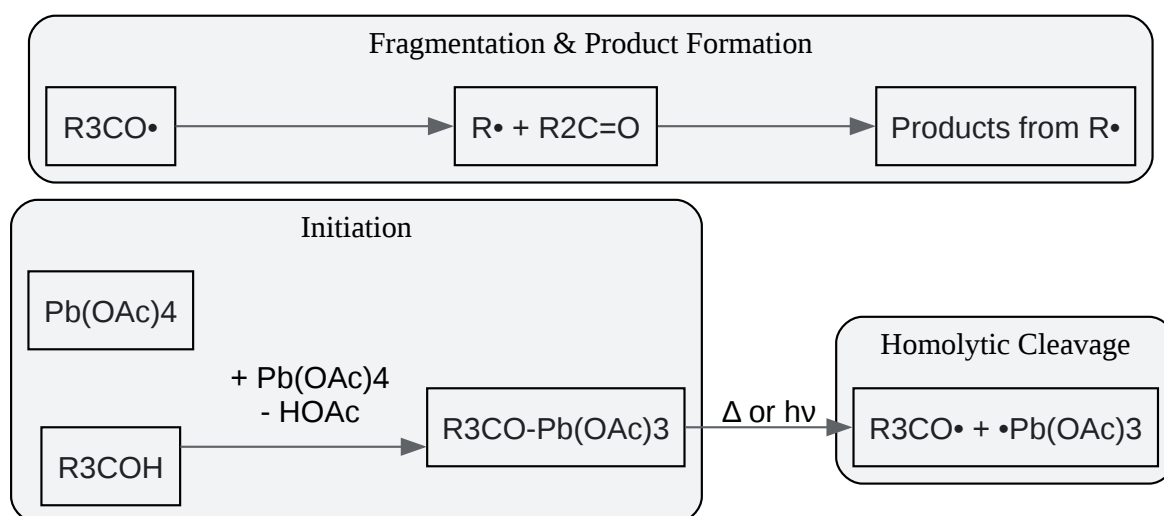 Fragmentation & Product Formation
R3CO•
R• + R2C=O
Products from R•
Initiation
Pb(OAc)4
R3COH
+ Pb(OAc)4
- HOAc
R3CO-Pb(OAc)3
Δ or hν
Homolytic Cleavage
R3CO• + •Pb(OAc)3